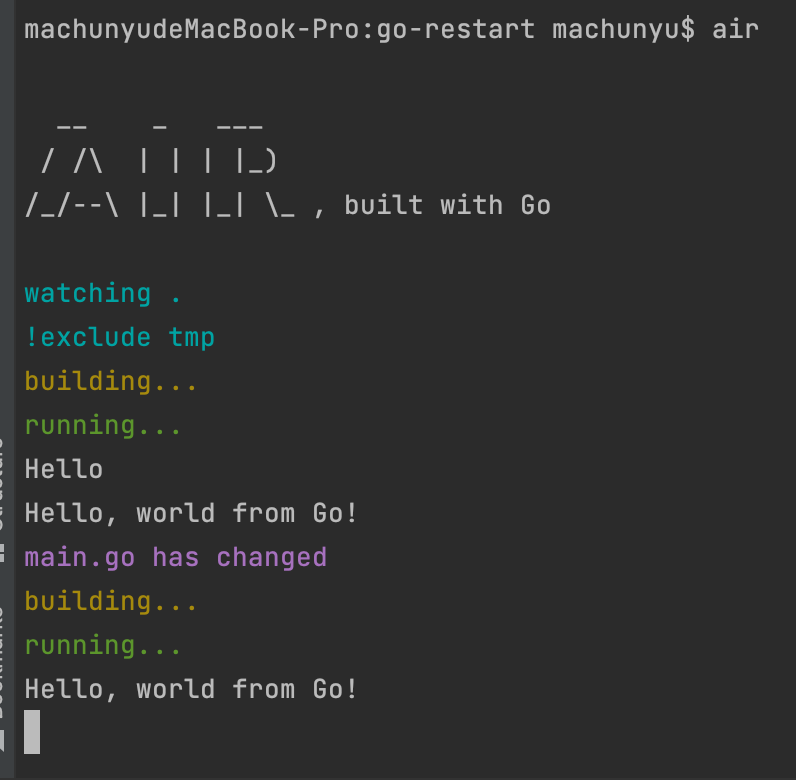 machunyudeMacBook-Pro:go-restart machunyu$ air
  __    _   ___
 / /\  | | | |_)
/_/--\ |_| |_| \_ , built with Go
watching .
!exclude tmp
building...
running...
Hello
Hello, world from Go!
main.go has changed
building...
running...
Hello, world from Go!